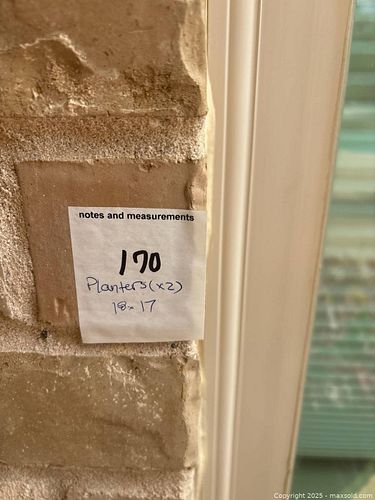 notes and measurements
170
Planters (x2)
18x17
Copyright 2025 - maxsold.com